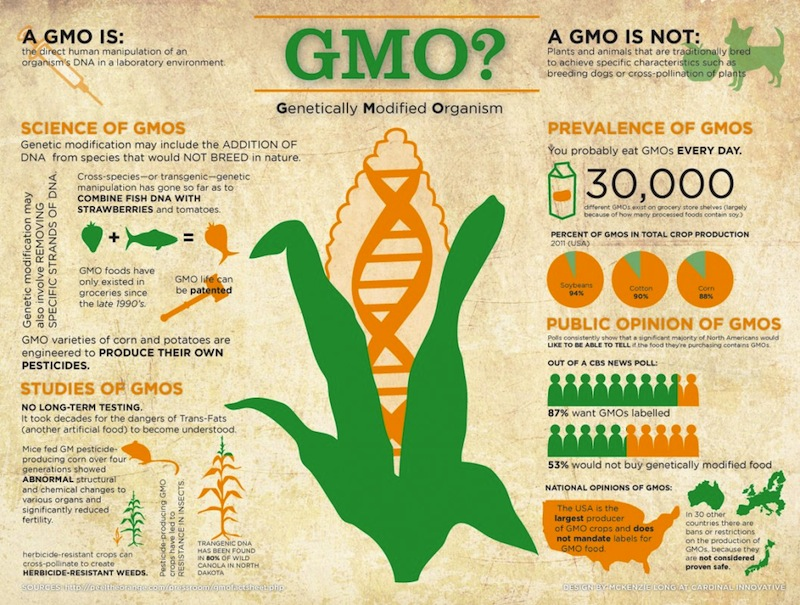 A GMO IS:
the direct human manipulation of an
organism's DNA in a laboratory environment.
GMO?
Genetically Modified Organism
A GMO IS NOT:
Plants and animals that are traditionally bred
to achieve specific characteristics such as
breeding dogs or cross-pollination of plants
SCIENCE OF GMOS
Genetic modification may include the ADDITION OF
DNA from species that would NOT BREED in nature.
Genetic modification may
also involve REMOVING
SPECIFIC STRANDS OF DNA.
Cross-species—or transgenic—genetic
manipulation has gone so far as to
COMBINE FISH DNA WITH
STRAWBERRIES and tomatoes.
+ =
GMO foods have
only existed in
groceries since
the late 1990's.
GMO life can
be patented
GMO varieties of corn and potatoes are
engineered to PRODUCE THEIR OWN
PESTICIDES.
STUDIES OF GMOS
NO LONG-TERM TESTING.
It took decades for the dangers of Trans-Fats
(another artificial food) to become understood.
Mice fed GM pesticide-
producing corn over four
generations showed
ABNORMAL structural
and chemical changes to
various organs and
significantly reduced
fertility.
herbicide-resistant crops can
cross-pollinate to create
HERBICIDE-RESISTANT WEEDS.
Pesticide-producing GMO
crops have led to
RESISTANCE IN INSECTS.
TRANGENIC DNA
HAS BEEN FOUND
IN 80% OF WILD
CANOLA IN NORTH
DAKOTA
PREVALENCE OF GMOS
You probably eat GMOs EVERY DAY.
30,000
different GMOs exist on grocery store shelves (largely
because of how many processed foods contain soy.)
PERCENT OF GMOS IN TOTAL CROP PRODUCTION
2011 (USA)
Soybeans
94%
Cotton
90%
Corn
88%
PUBLIC OPINION OF GMOS
Polls consistently show that a significant majority of North Americans would
LIKE TO BE ABLE TO TELL if the food they're purchasing contains GMOs.
OUT OF A CBS NEWS POLL:
87% want GMOs labelled
53% would not buy genetically modified food
NATIONAL OPINIONS OF GMOS:
The USA is the
largest producer
of GMO crops and does
not mandate labels for
GMO food.
In 30 other
countries there are
bans or restrictions
on the production of
GMOs, because they
are not considered
proven safe.
DESIGN BY MCKENZIE LONG AT CARDINAL INNOVATIVE